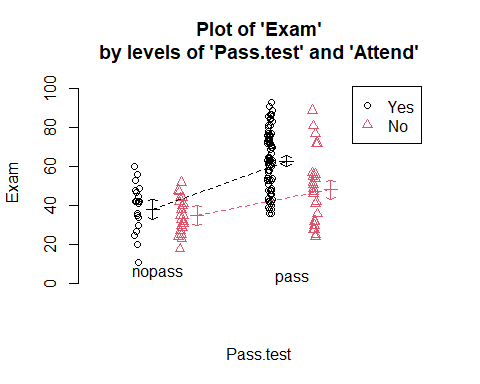 Plot of 'Exam'
by levels of 'Pass.test' and 'Attend'
Yes
No
Exam
100
80
60
40
20
0
nopass
pass
Pass.test